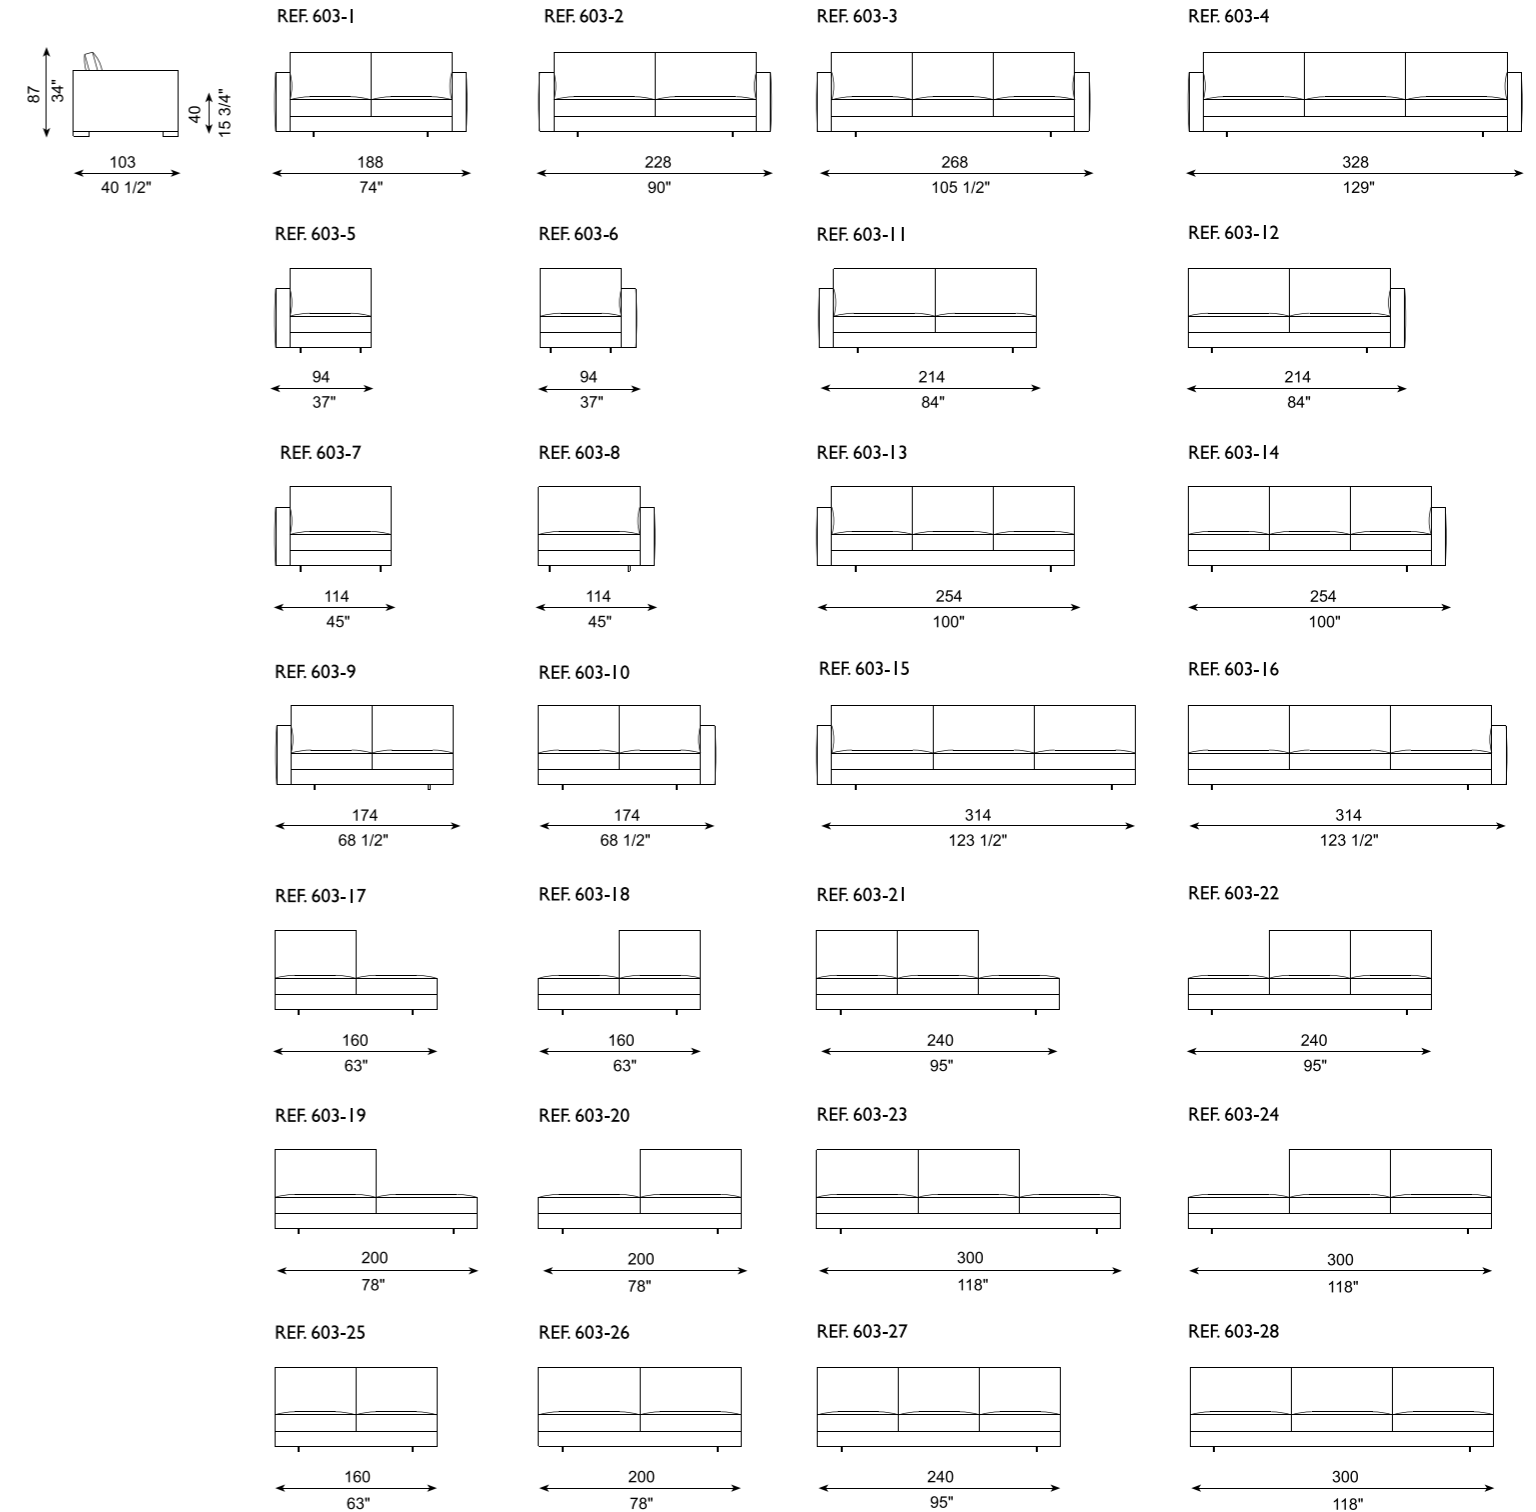 REF. 603-1 REF. 603-2 REF. 603-3 REF. 603-4
87 34" 40 15 3/4"
103 188 228 268 328
40 1/2" 74" 90" 105 1/2" 129"
REF. 603-5 REF. 603-6 REF. 603-11 REF. 603-12
94 94 214 214
37" 37" 84" 84"
REF. 603-7 REF. 603-8 REF. 603-13 REF. 603-14
114 114 254 254
45" 45" 100" 100"
REF. 603-9 REF. 603-10 REF. 603-15 REF. 603-16
174 174 314 314
68 1/2" 68 1/2" 123 1/2" 123 1/2"
REF. 603-17 REF. 603-18 REF. 603-21 REF. 603-22
160 160 240 240
63" 63" 95" 95"
REF. 603-19 REF. 603-20 REF. 603-23 REF. 603-24
200 200 300 300
78" 78" 118" 118"
REF. 603-25 REF. 603-26 REF. 603-27 REF. 603-28
160 200 240 300
63" 78" 95" 118"